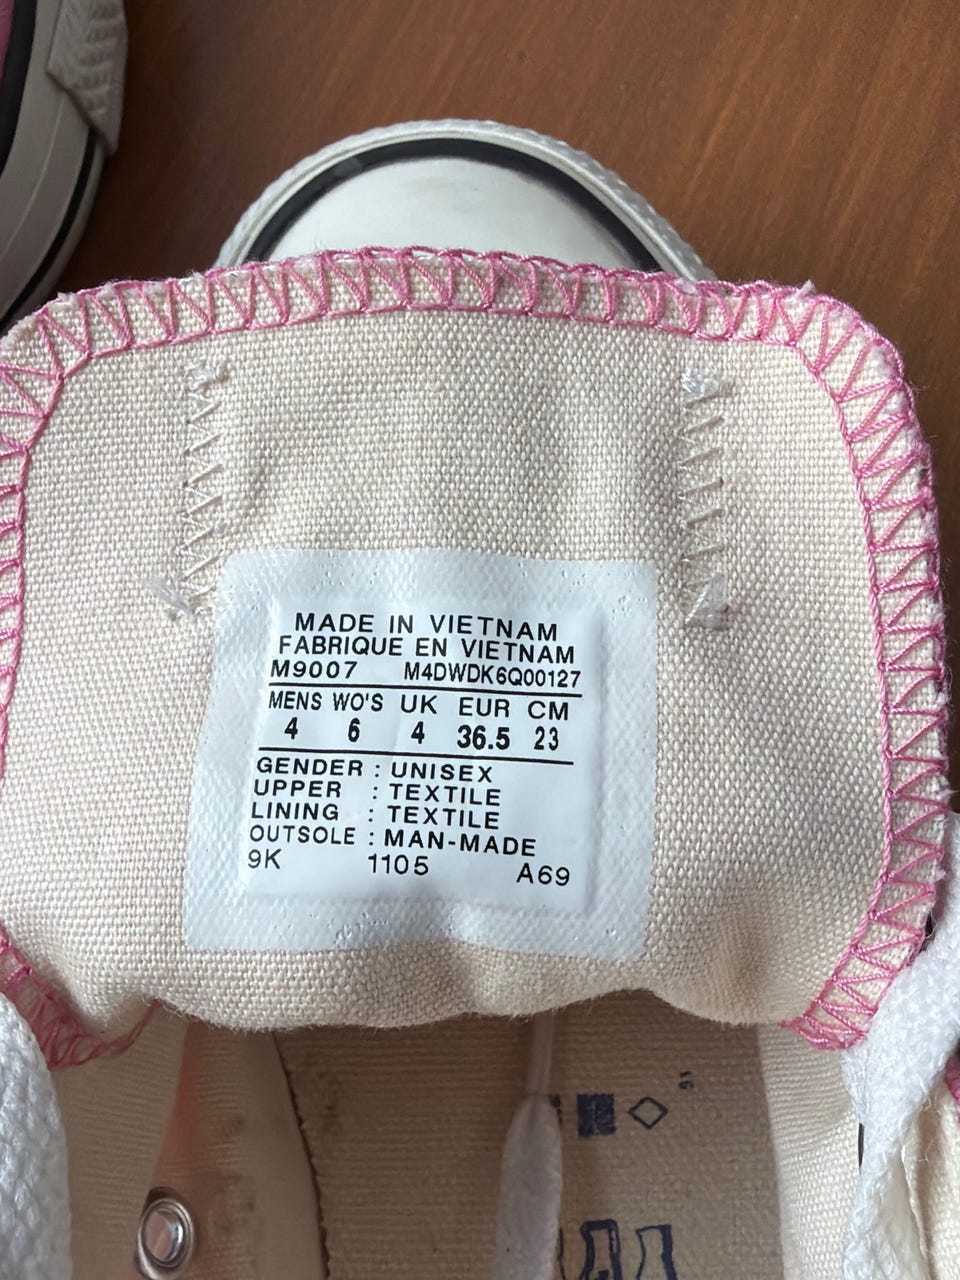 MADE IN VIETNAM
FABRIQUE EN VIETNAM
M9007 M4DWDK6Q00127
MENS WO'S UK EUR CM
4 6 4 36.5 23
GENDER : UNISEX
UPPER : TEXTILE
LINING : TEXTILE
OUTSOLE : MAN-MADE
9K 1105 A69